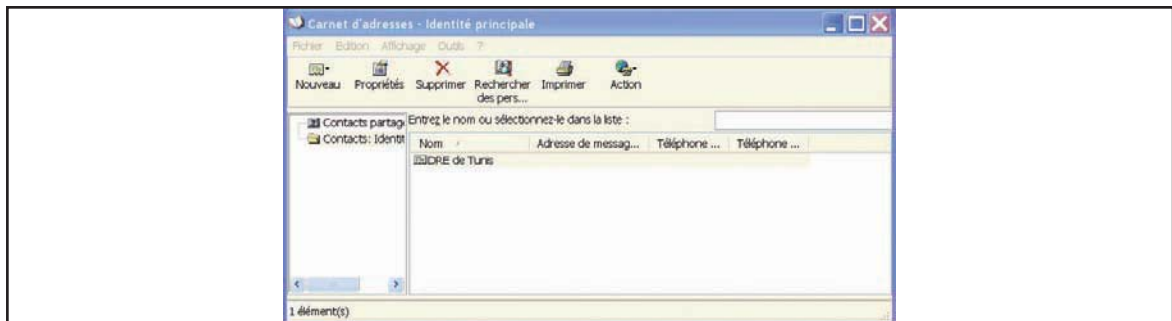 Carnet d'adresses - Identité principale
Fichier Edition Affichage Outils ?
Nouveau Propriétés Supprimer Rechercher des pers... Imprimer Action
Entrez le nom ou sélectionnez-le dans la liste :
Contacts partag
Contacts: Identit
Nom Adresse de messag... Téléphone ... Téléphone ...
DRE de Tunis
1 élément(s)